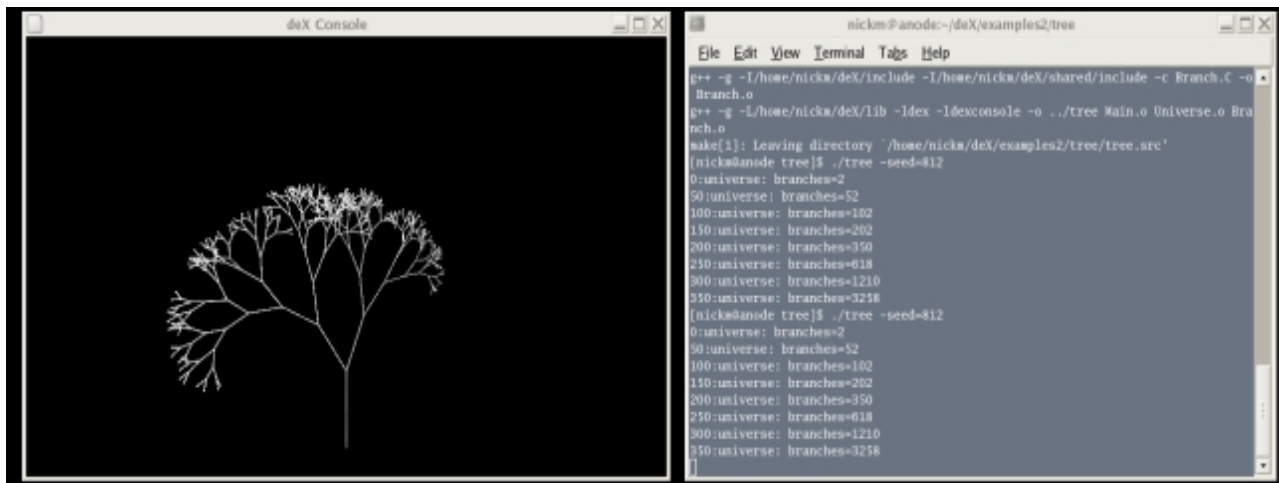 deX Console
nickm@anode:~/deX/examples2/tree
File Edit View Terminal Tabs Help
g++ -g -I/home/nickm/deX/include -I/home/nickm/deX/shared/include -c Branch.C -o
Branch.o
g++ -g -L/home/nickm/deX/lib -ldex -ldexconsole -o ../tree Main.o Universe.o Bra
nch.o
make[1]: Leaving directory `/home/nickm/deX/examples2/tree/tree.src'
[nickm@anode tree]$ ./tree -seed=812
0:universe: branches=2
50:universe: branches=52
100:universe: branches=102
150:universe: branches=202
200:universe: branches=350
250:universe: branches=618
300:universe: branches=1210
350:universe: branches=3258
[nickm@anode tree]$ ./tree -seed=812
0:universe: branches=2
50:universe: branches=52
100:universe: branches=102
150:universe: branches=202
200:universe: branches=350
250:universe: branches=618
300:universe: branches=1210
350:universe: branches=3258